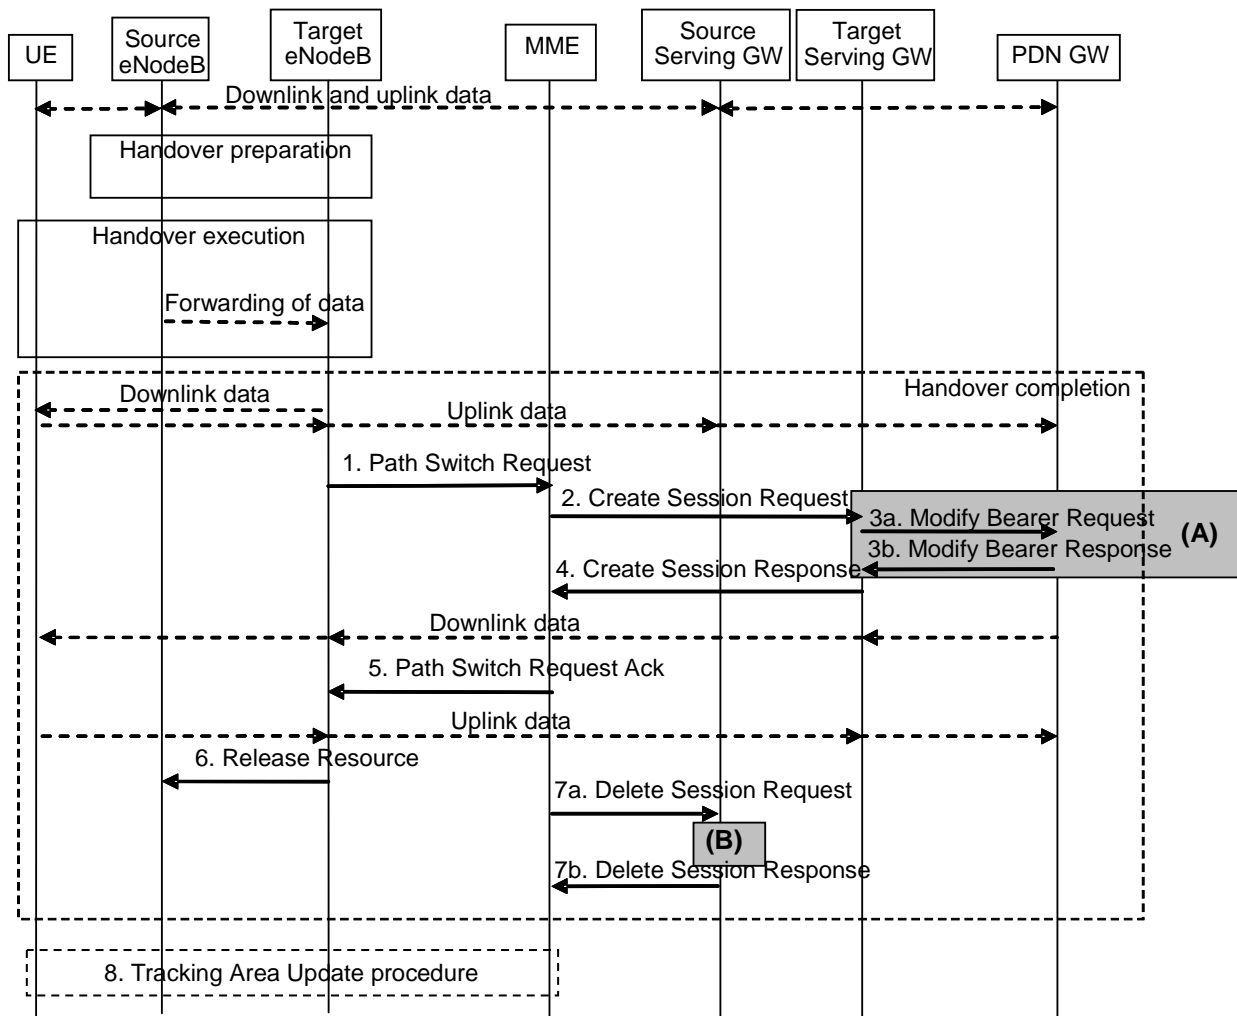 UE
Source
eNodeB
Target
eNodeB
MME
Source
Serving GW
Target
Serving GW
PDN GW
Downlink and uplink data
Handover preparation
Handover execution
Forwarding of data
Handover completion
Downlink data
Uplink data
1. Path Switch Request
2. Create Session Request
3a. Modify Bearer Request
(A)
3b. Modify Bearer Response
4. Create Session Response
Downlink data
5. Path Switch Request Ack
Uplink data
6. Release Resource
7a. Delete Session Request
(B)
7b. Delete Session Response
8. Tracking Area Update procedure